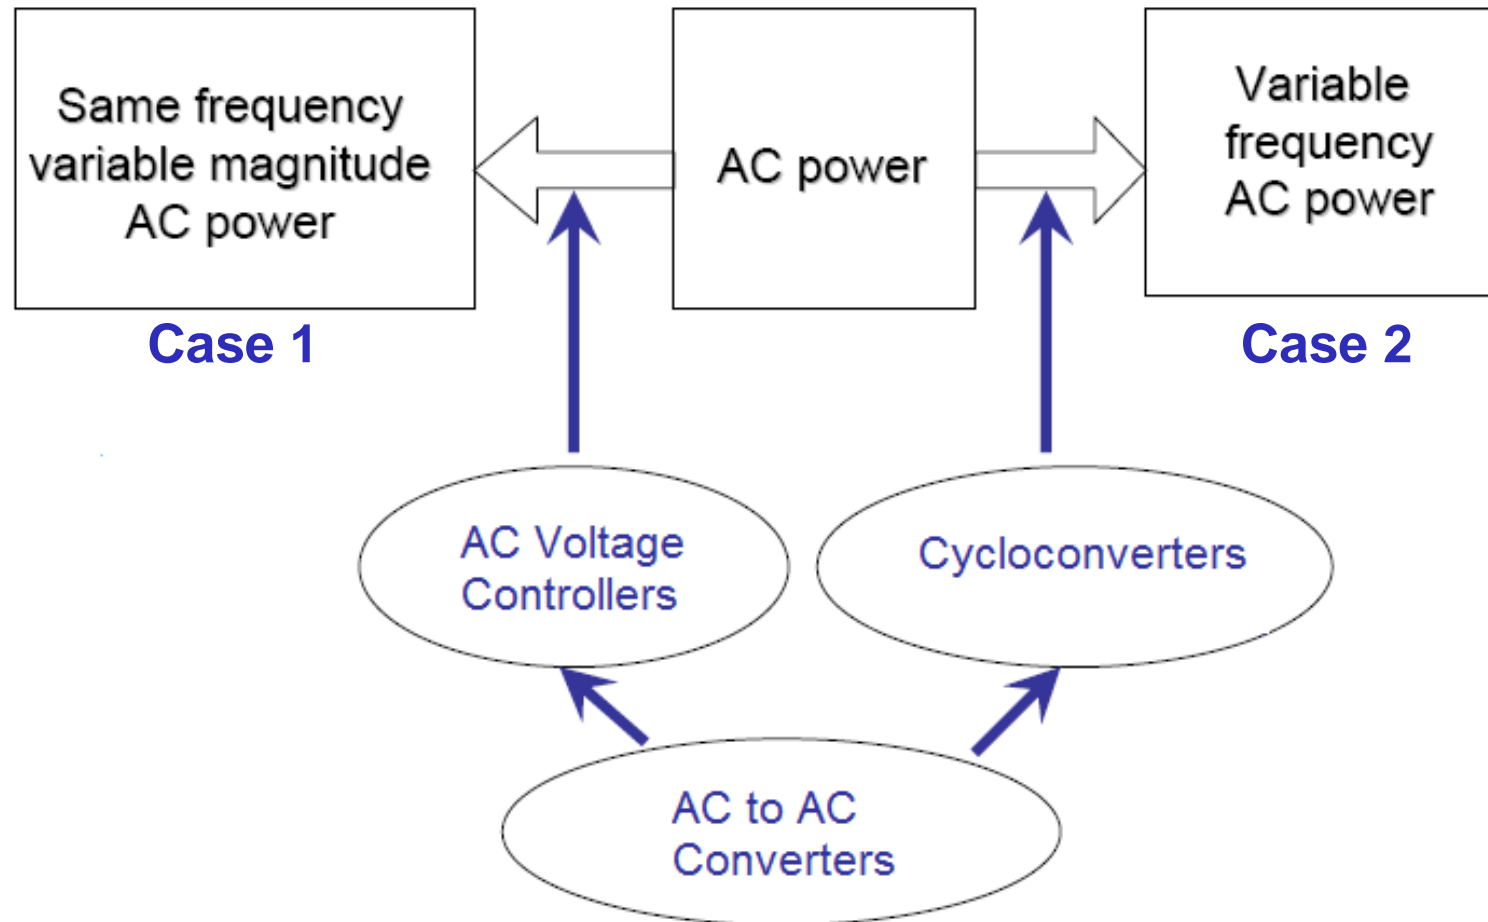 Same frequency
variable magnitude
AC power
AC power
Variable
frequency
AC power
Case 1
Case 2
AC Voltage
Controllers
Cycloconverters
AC to AC
Converters